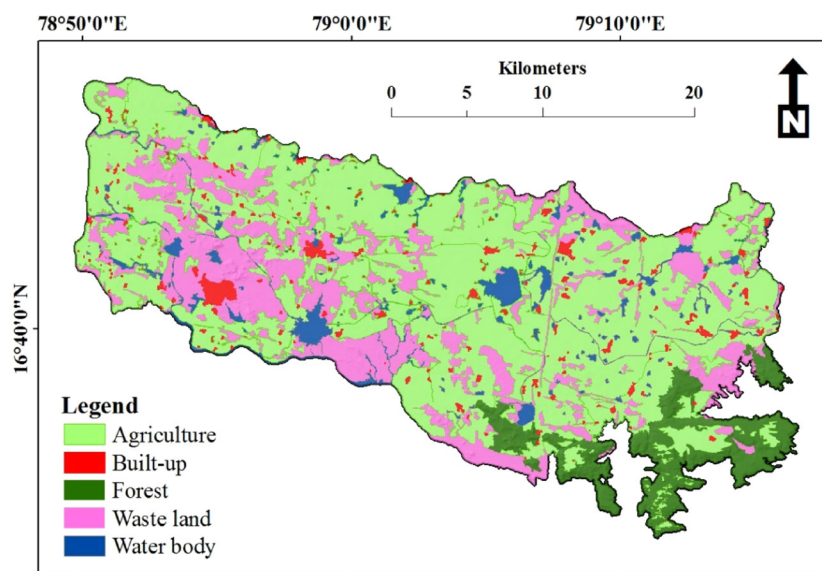 78°50'0"E 79°0'0"E 79°10'0"E
Kilometers
0 5 10 20
N
16°40'0"N
Legend
Agriculture
Built-up
Forest
Waste land
Water body